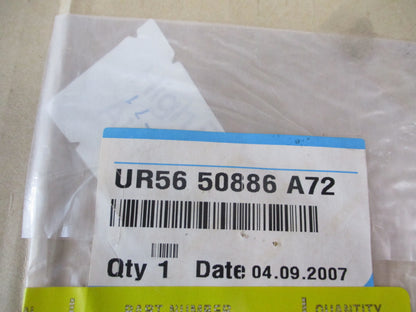 UR56 50886 A72
Qty 1 Date 04.09.2007
PART NUMBER QUANTITY